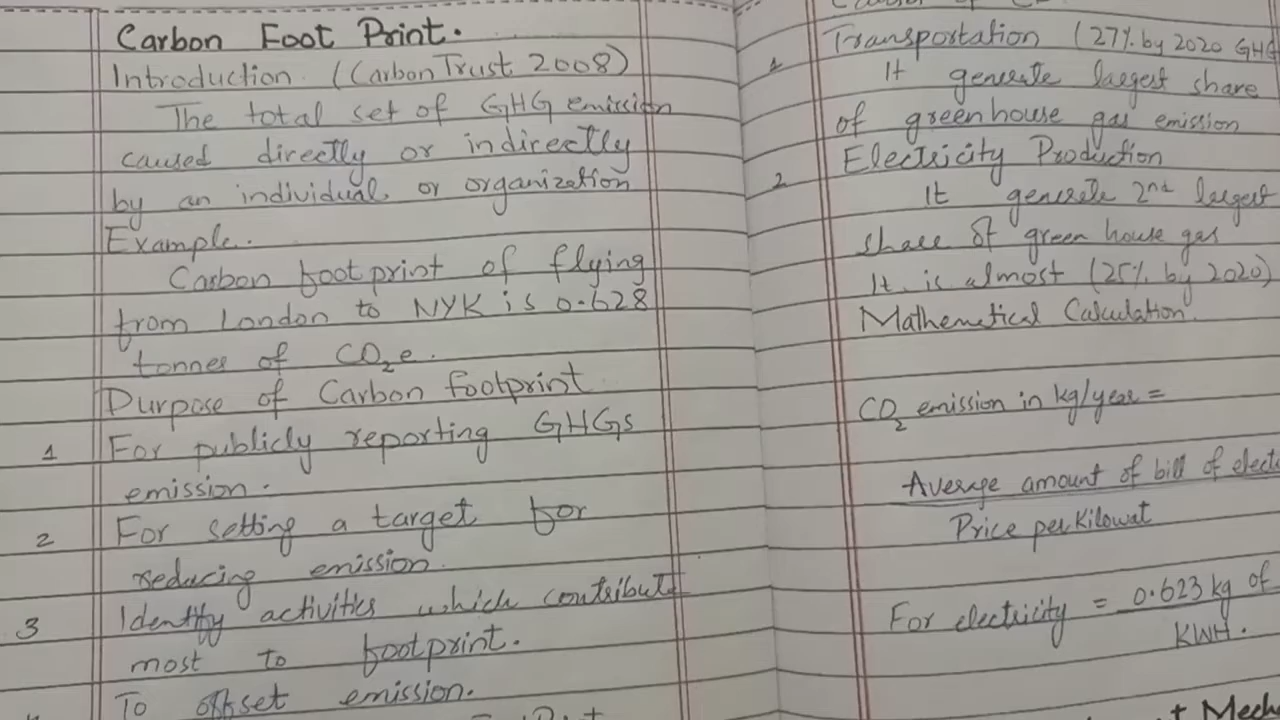 Carbon Foot Print.
Introduction. (Carbon Trust 2008)
The total set of GHG emission
caused directly or indirectly
by an individual or organization
Example.
Carbon footprint of flying
from London to NYK is 0.628
tonnes of CO₂e.
Purpose of Carbon Footprint
1 For publicly reporting GHGs
emission.
2 For setting a target for
reducing emission.
3 Identify activities which contribute
most to footprint.
To offset emission.
1 Transportation (27% by 2020 GHG
It generate largest share
of greenhouse gas emission
2 Electricity Production
It generate 2nd largest
share of green house gas
It is almost (25% by 2020)
Mathemetical Calculation.
CO₂ emission in kg/year =
Average amount of bill of elect
Price per Kilowat
For electricity = 0.623 kg of
KWH.